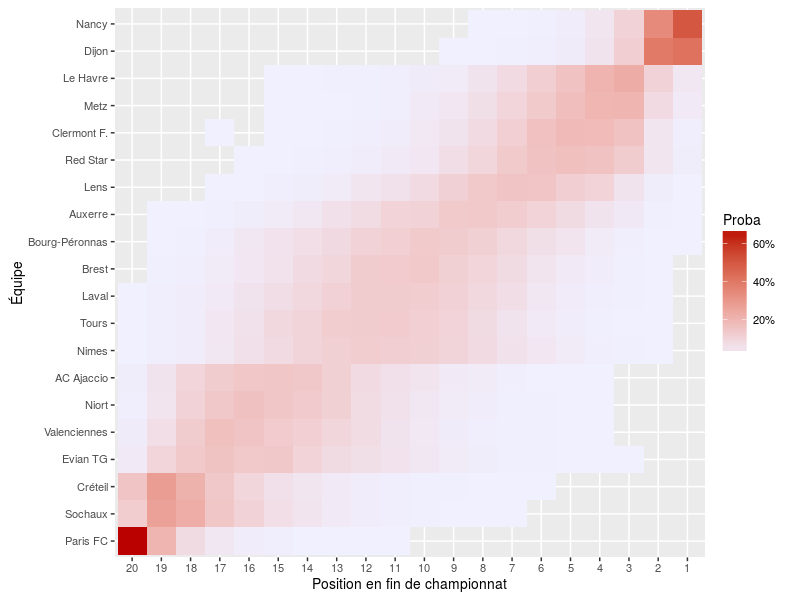 Nancy
Dijon
Le Havre
Metz
Clermont F.
Red Star
Lens
Auxerre
Bourg-Péronnas
Brest
Laval
Tours
Nimes
AC Ajaccio
Niort
Valenciennes
Evian TG
Créteil
Sochaux
Paris FC
Équipe
20 19 18 17 16 15 14 13 12 11 10 9 8 7 6 5 4 3 2 1
Position en fin de championnat
Proba
60%
40%
20%